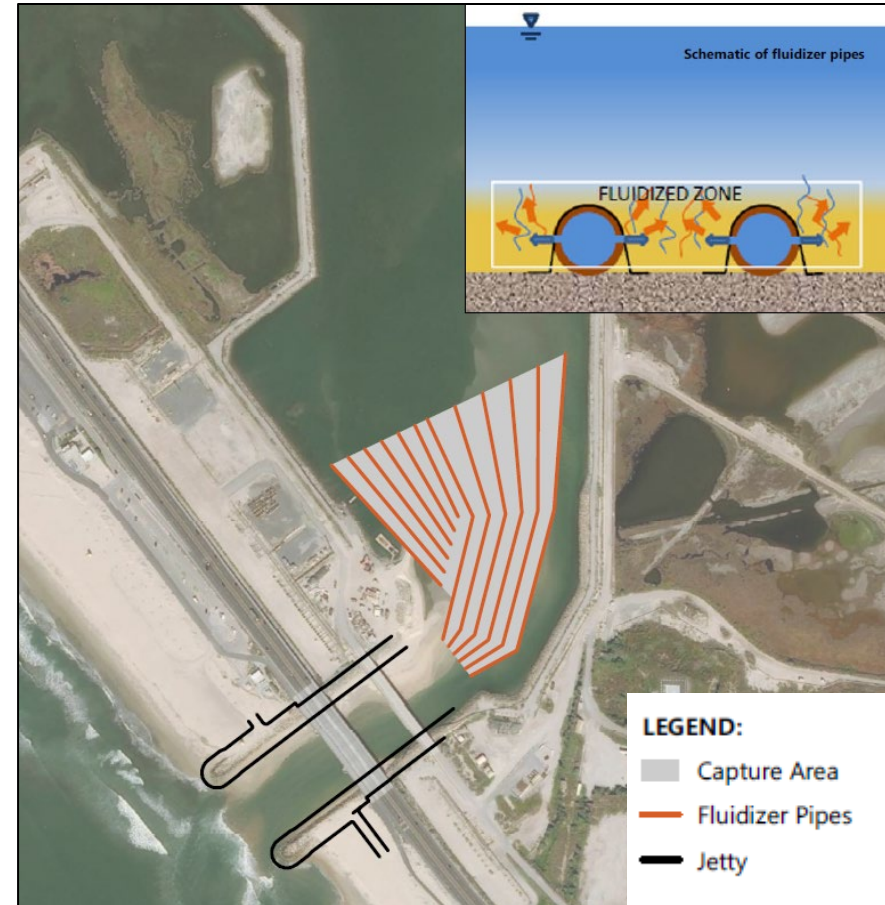 Schematic of fluidizer pipes
FLUIDIZED ZONE
LEGEND:
Capture Area
Fluidizer Pipes
Jetty